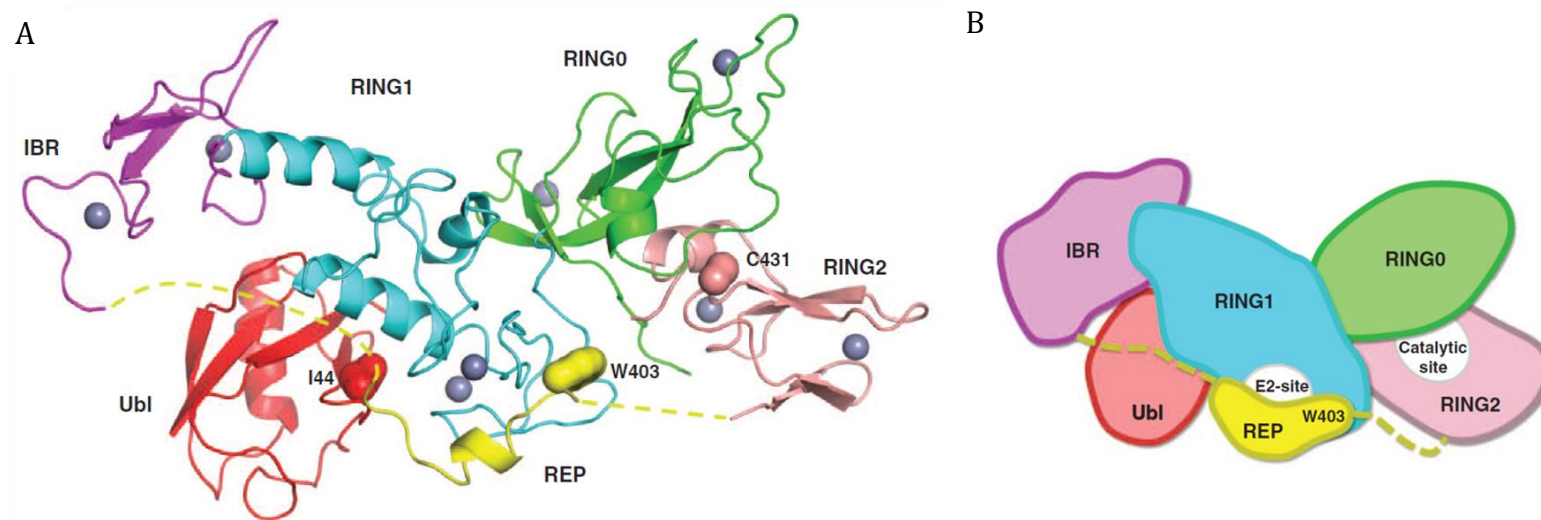 A
IBR
RING1
RING0
C431
RING2
I44
W403
Ubl
REP
B
IBR
RING1
RING0
Catalytic
site
E2-site
Ubl
W403
REP
RING2